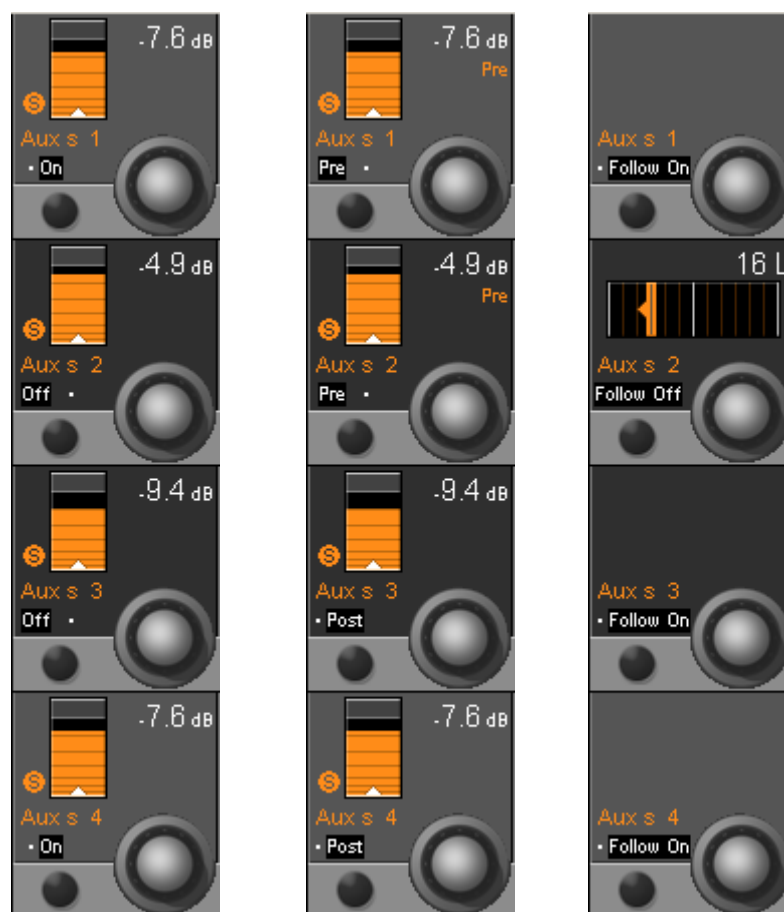 -7.6 dB
S
Aux s 1
· On
-4.9 dB
S
Aux s 2
Off ·
-9.4 dB
S
Aux s 3
Off ·
-7.6 dB
S
Aux s 4
· On
-7.6 dB
Pre
S
Aux s 1
Pre ·
-4.9 dB
Pre
S
Aux s 2
Pre ·
-9.4 dB
S
Aux s 3
· Post
-7.6 dB
S
Aux s 4
· Post
Aux s 1
· Follow On
16 L
Aux s 2
Follow Off
Aux s 3
· Follow On
Aux s 4
· Follow On